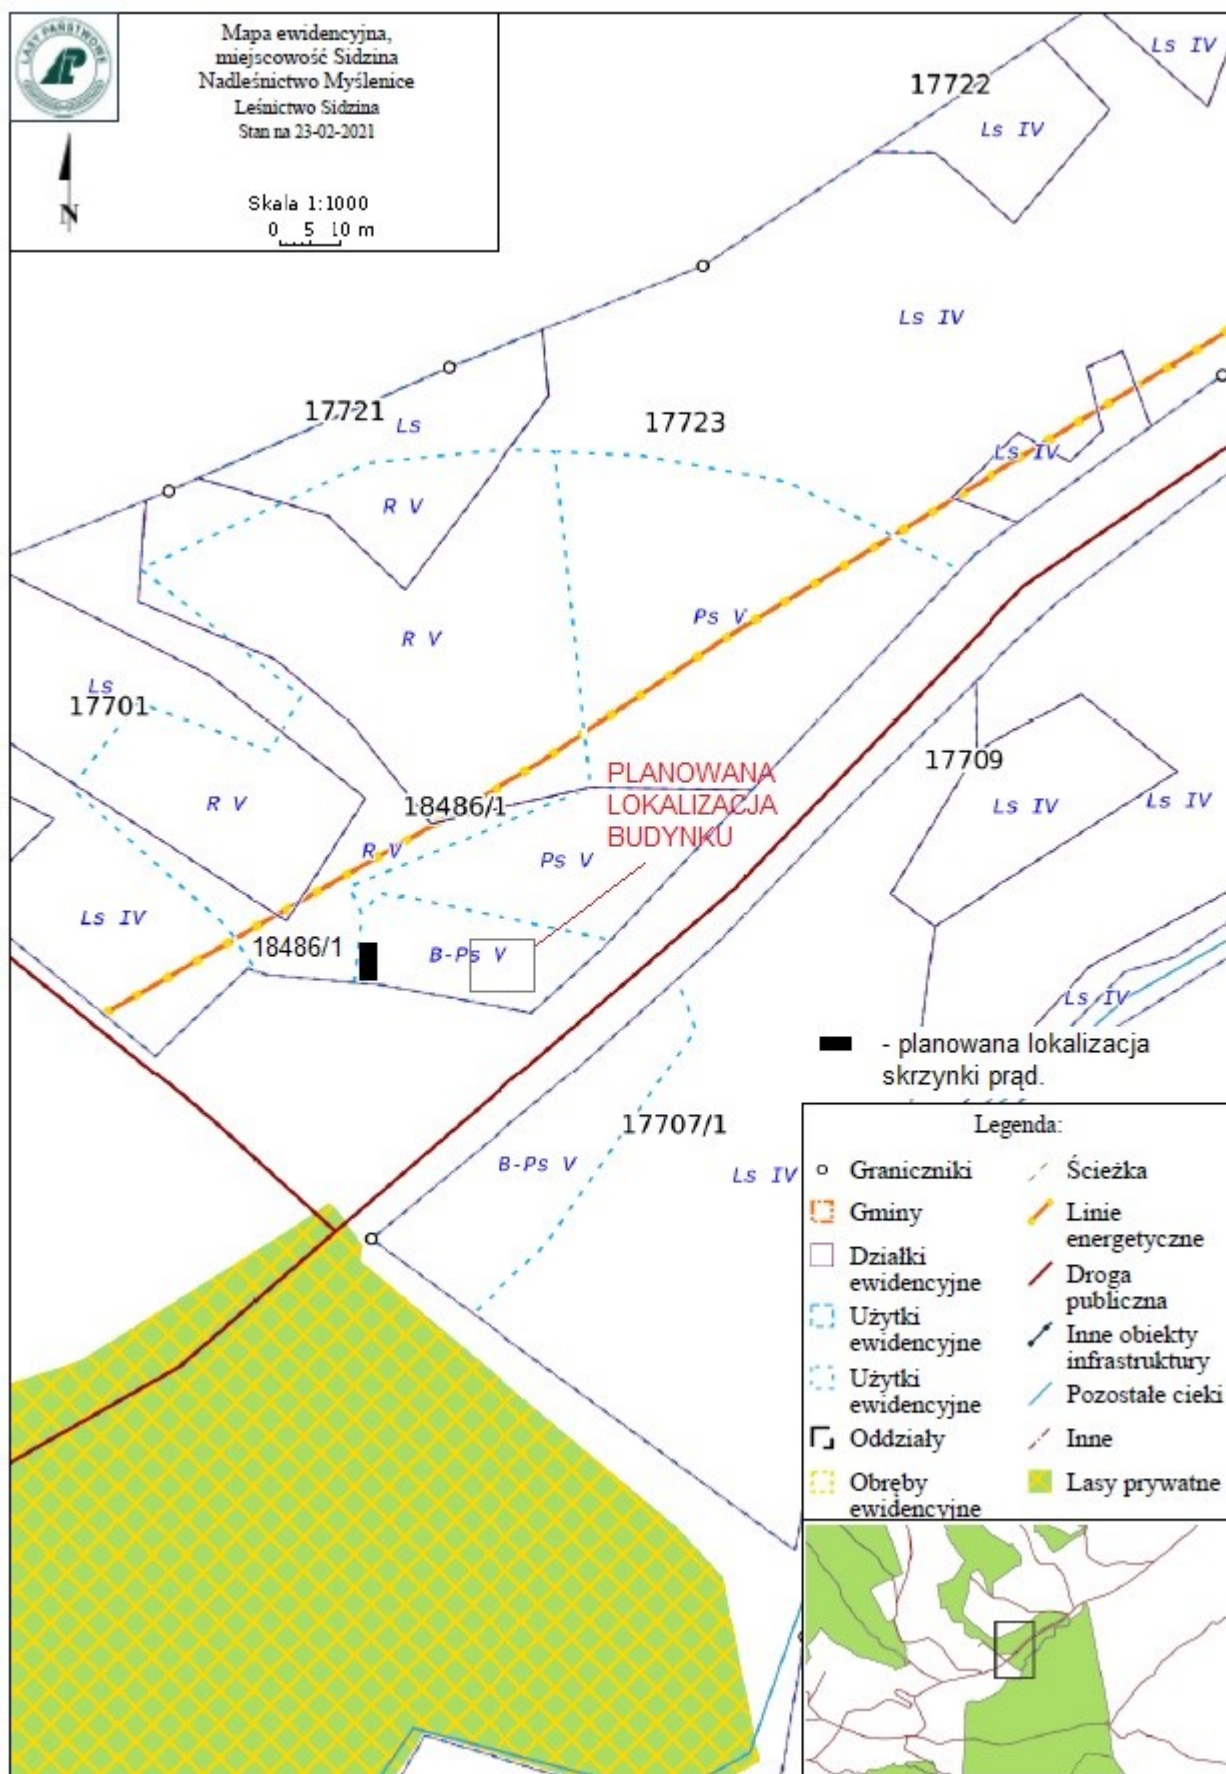 LASY PAŃSTWOWE
Mapa ewidencyjna,
miejscowość Sidzina
Nadleśnictwo Myślenice
Leśnictwo Sidzina
Stan na 23-02-2021
N
Skala 1:1000
0 5 10 m
Ls IV
17722
Ls IV
Ls IV
17721
Ls
17723
Ls IV
R V
Ps V
R V
Ls
17701
17709
PLANOWANA
LOKALIZACJA
BUDYNKU
R V
18486/1
Ls IV
Ls IV
R V
Ps V
Ls IV
18486/1
B-Ps V
Ls IV
- planowana lokalizacja
skrzynki prąd.
17707/1
B-Ps V
Ls IV
Legenda:
Graniczniki
Gminy
Działki
ewidencyjne
Użytki
ewidencyjne
Użytki
ewidencyjne
Oddziały
Obręby
ewidencyjne
Ścieżka
Linie
energetyczne
Droga
publiczna
Inne obiekty
infrastruktury
Pozostałe cieki
Inne
Lasy prywatne